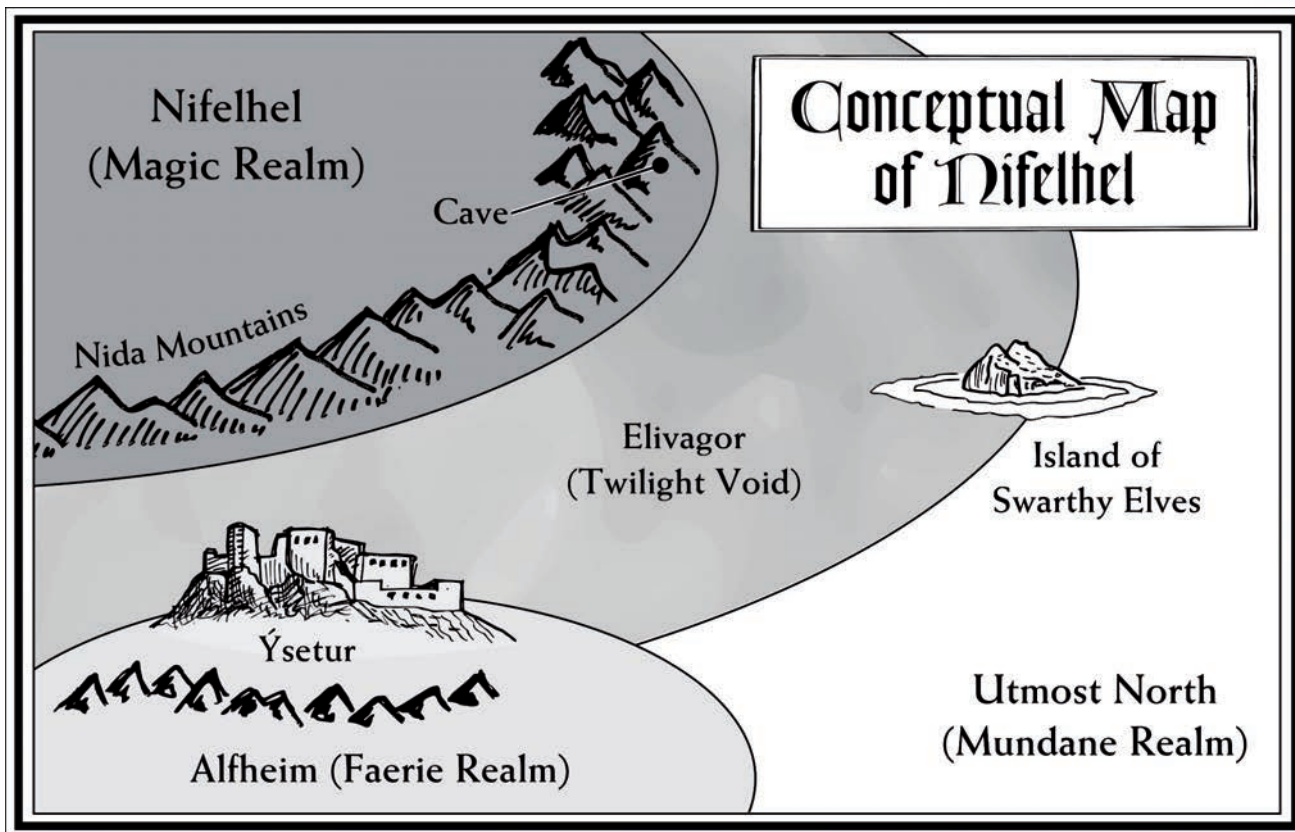 Conceptual Map
of Nifelhel
Nifelhel
(Magic Realm)
Cave
Nida Mountains
Elivagor
(Twilight Void)
Island of
Swarthy Elves
Ýsetur
Alfheim (Faerie Realm)
Utmost North
(Mundane Realm)